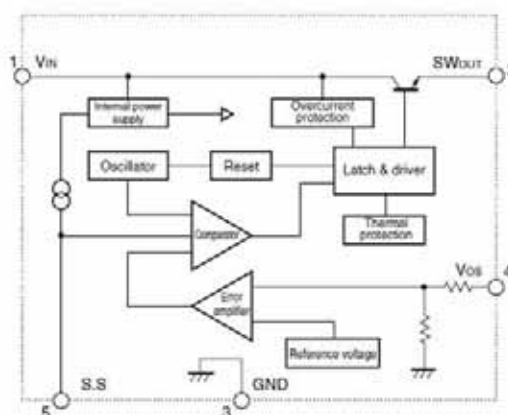 1
VIN
SWOUT
Internal power
supply
Overcurrent
protection
Oscillator
Reset
Latch & driver
Comparator
Thermal
protection
VOS
4
Error
amplifier
Reference voltage
S.S
GND
5
3